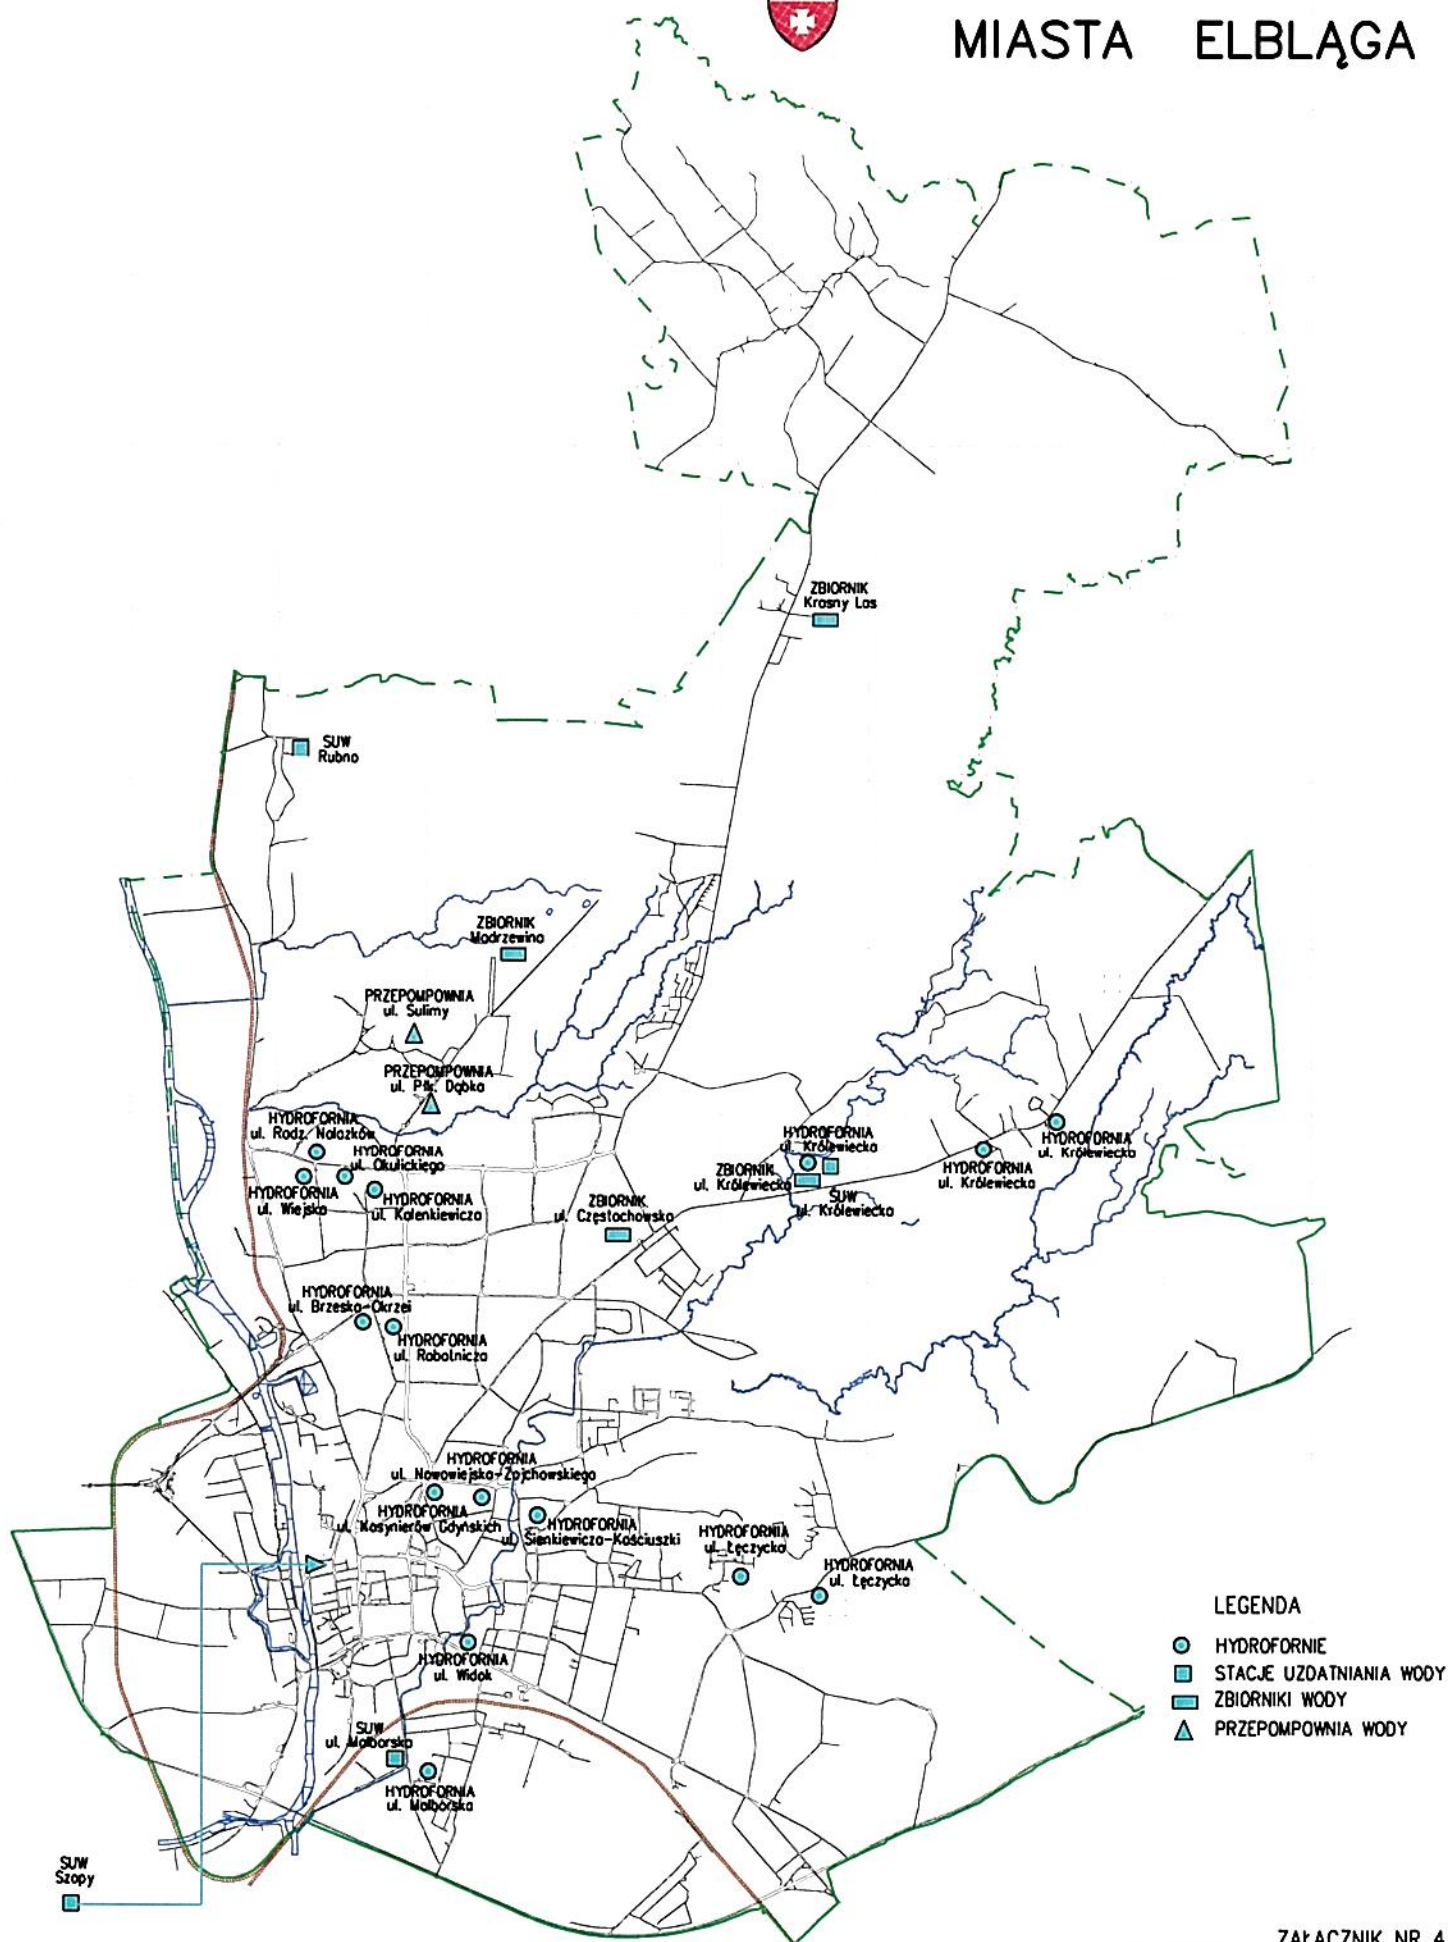 MIASTA ELBLĄGA
ZBIORNIK
Krasny Las
SUW
Rubno
ZBIORNIK
Modrzewina
PRZEPOMPOWNIA
ul. Sulimy
PRZEPOMPOWNIA
ul. Płk. Dąbka
HYDROFORNIA
ul. Rodz. Nalazków
HYDROFORNIA
ul. Okulickiego
HYDROFORNIA
ul. Wiejska
HYDROFORNIA
ul. Kalenkiewicza
HYDROFORNIA
ul. Królewiecka
ZBIORNIK
ul. Królewiecka
SUW
ul. Królewiecka
HYDROFORNIA
ul. Królewiecka
HYDROFORNIA
ul. Królewiecka
ZBIORNIK
ul. Częstochowska
HYDROFORNIA
ul. Brzeska-Okrzei
HYDROFORNIA
ul. Robotnicza
HYDROFORNIA
ul. Nowowiejska-Zajchowskiego
HYDROFORNIA
ul. Kosynierów Gdyńskich
HYDROFORNIA
ul. Sienkiewicza-Kościuszki
HYDROFORNIA
ul. Łęczycka
HYDROFORNIA
ul. Łęczycka
HYDROFORNIA
ul. Widok
SUW
ul. Malborska
HYDROFORNIA
ul. Malborska
SUW
Szopy
LEGENDA
HYDROFORNIE
STACJE UZDATNIANIA WODY
ZBIORNIKI WODY
PRZEPOMPOWNIA WODY
ZAŁĄCZNIK NR 4